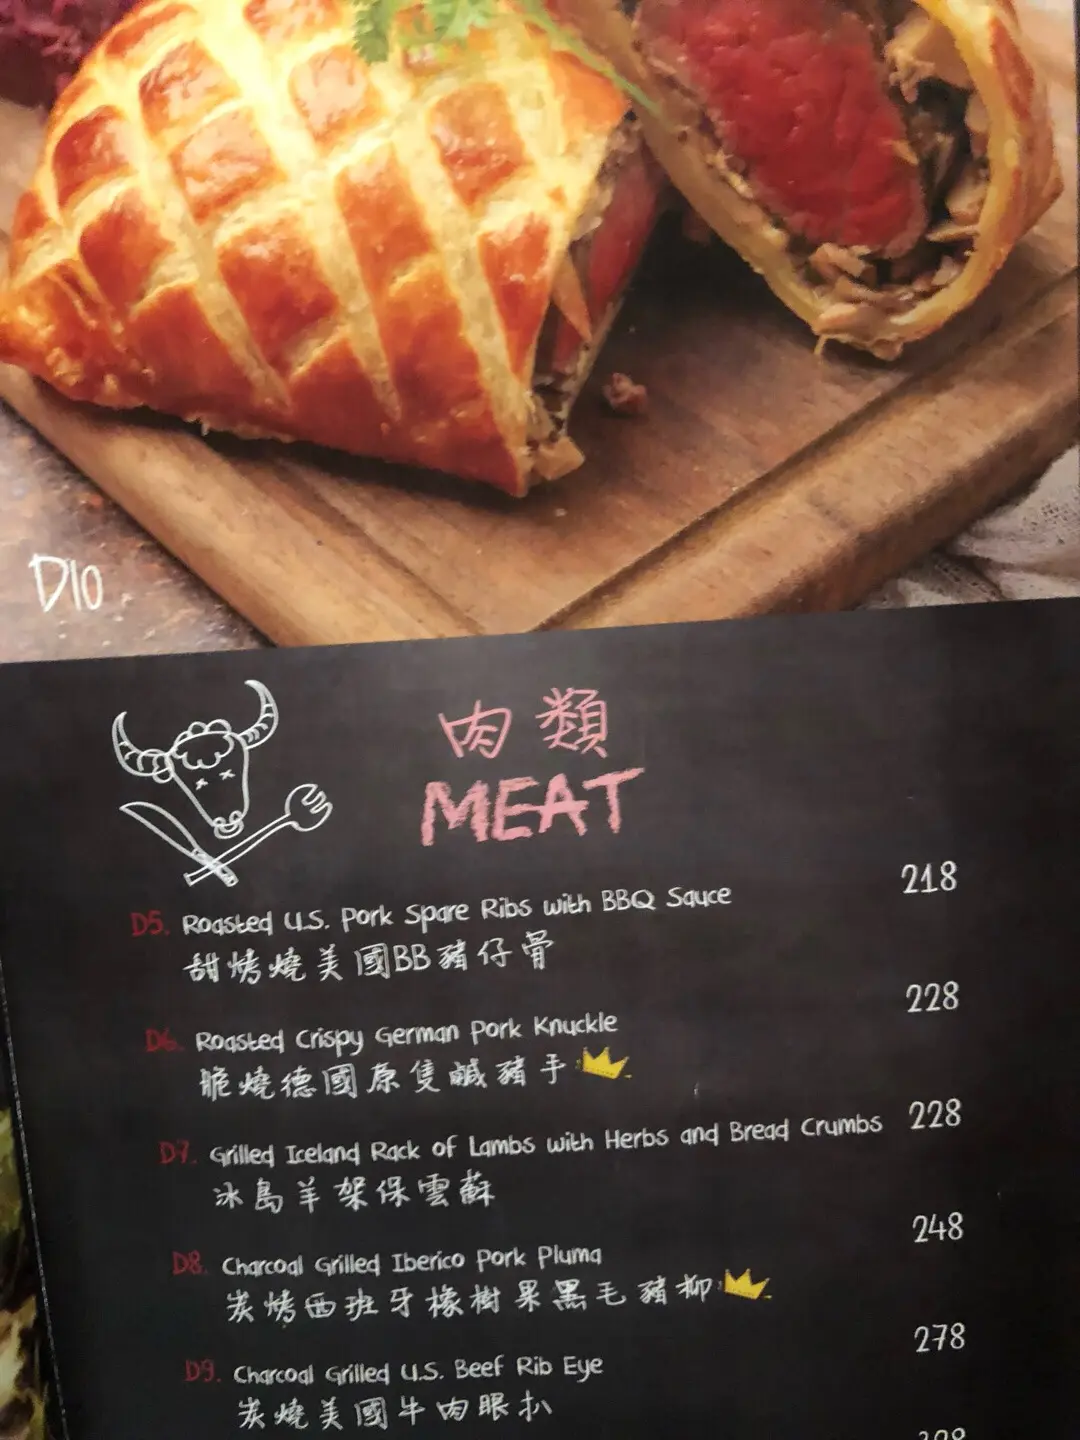 D10
肉類
MEAT
D5. Roasted U.S. Pork Spare Ribs with BBQ Sauce 218
甜烤燒美國BB豬仔骨
D6. Roasted Crispy German Pork Knuckle 228
脆燒德國原隻鹹豬手
D7. Grilled Iceland Rack of Lambs with Herbs and Bread Crumbs 228
冰島羊架保雲酥
D8. Charcoal Grilled Iberico Pork Pluma 248
炭烤西班牙橡樹果黑毛豬柳
D9. Charcoal Grilled U.S. Beef Rib Eye 278
炭燒美國牛肉眼扒